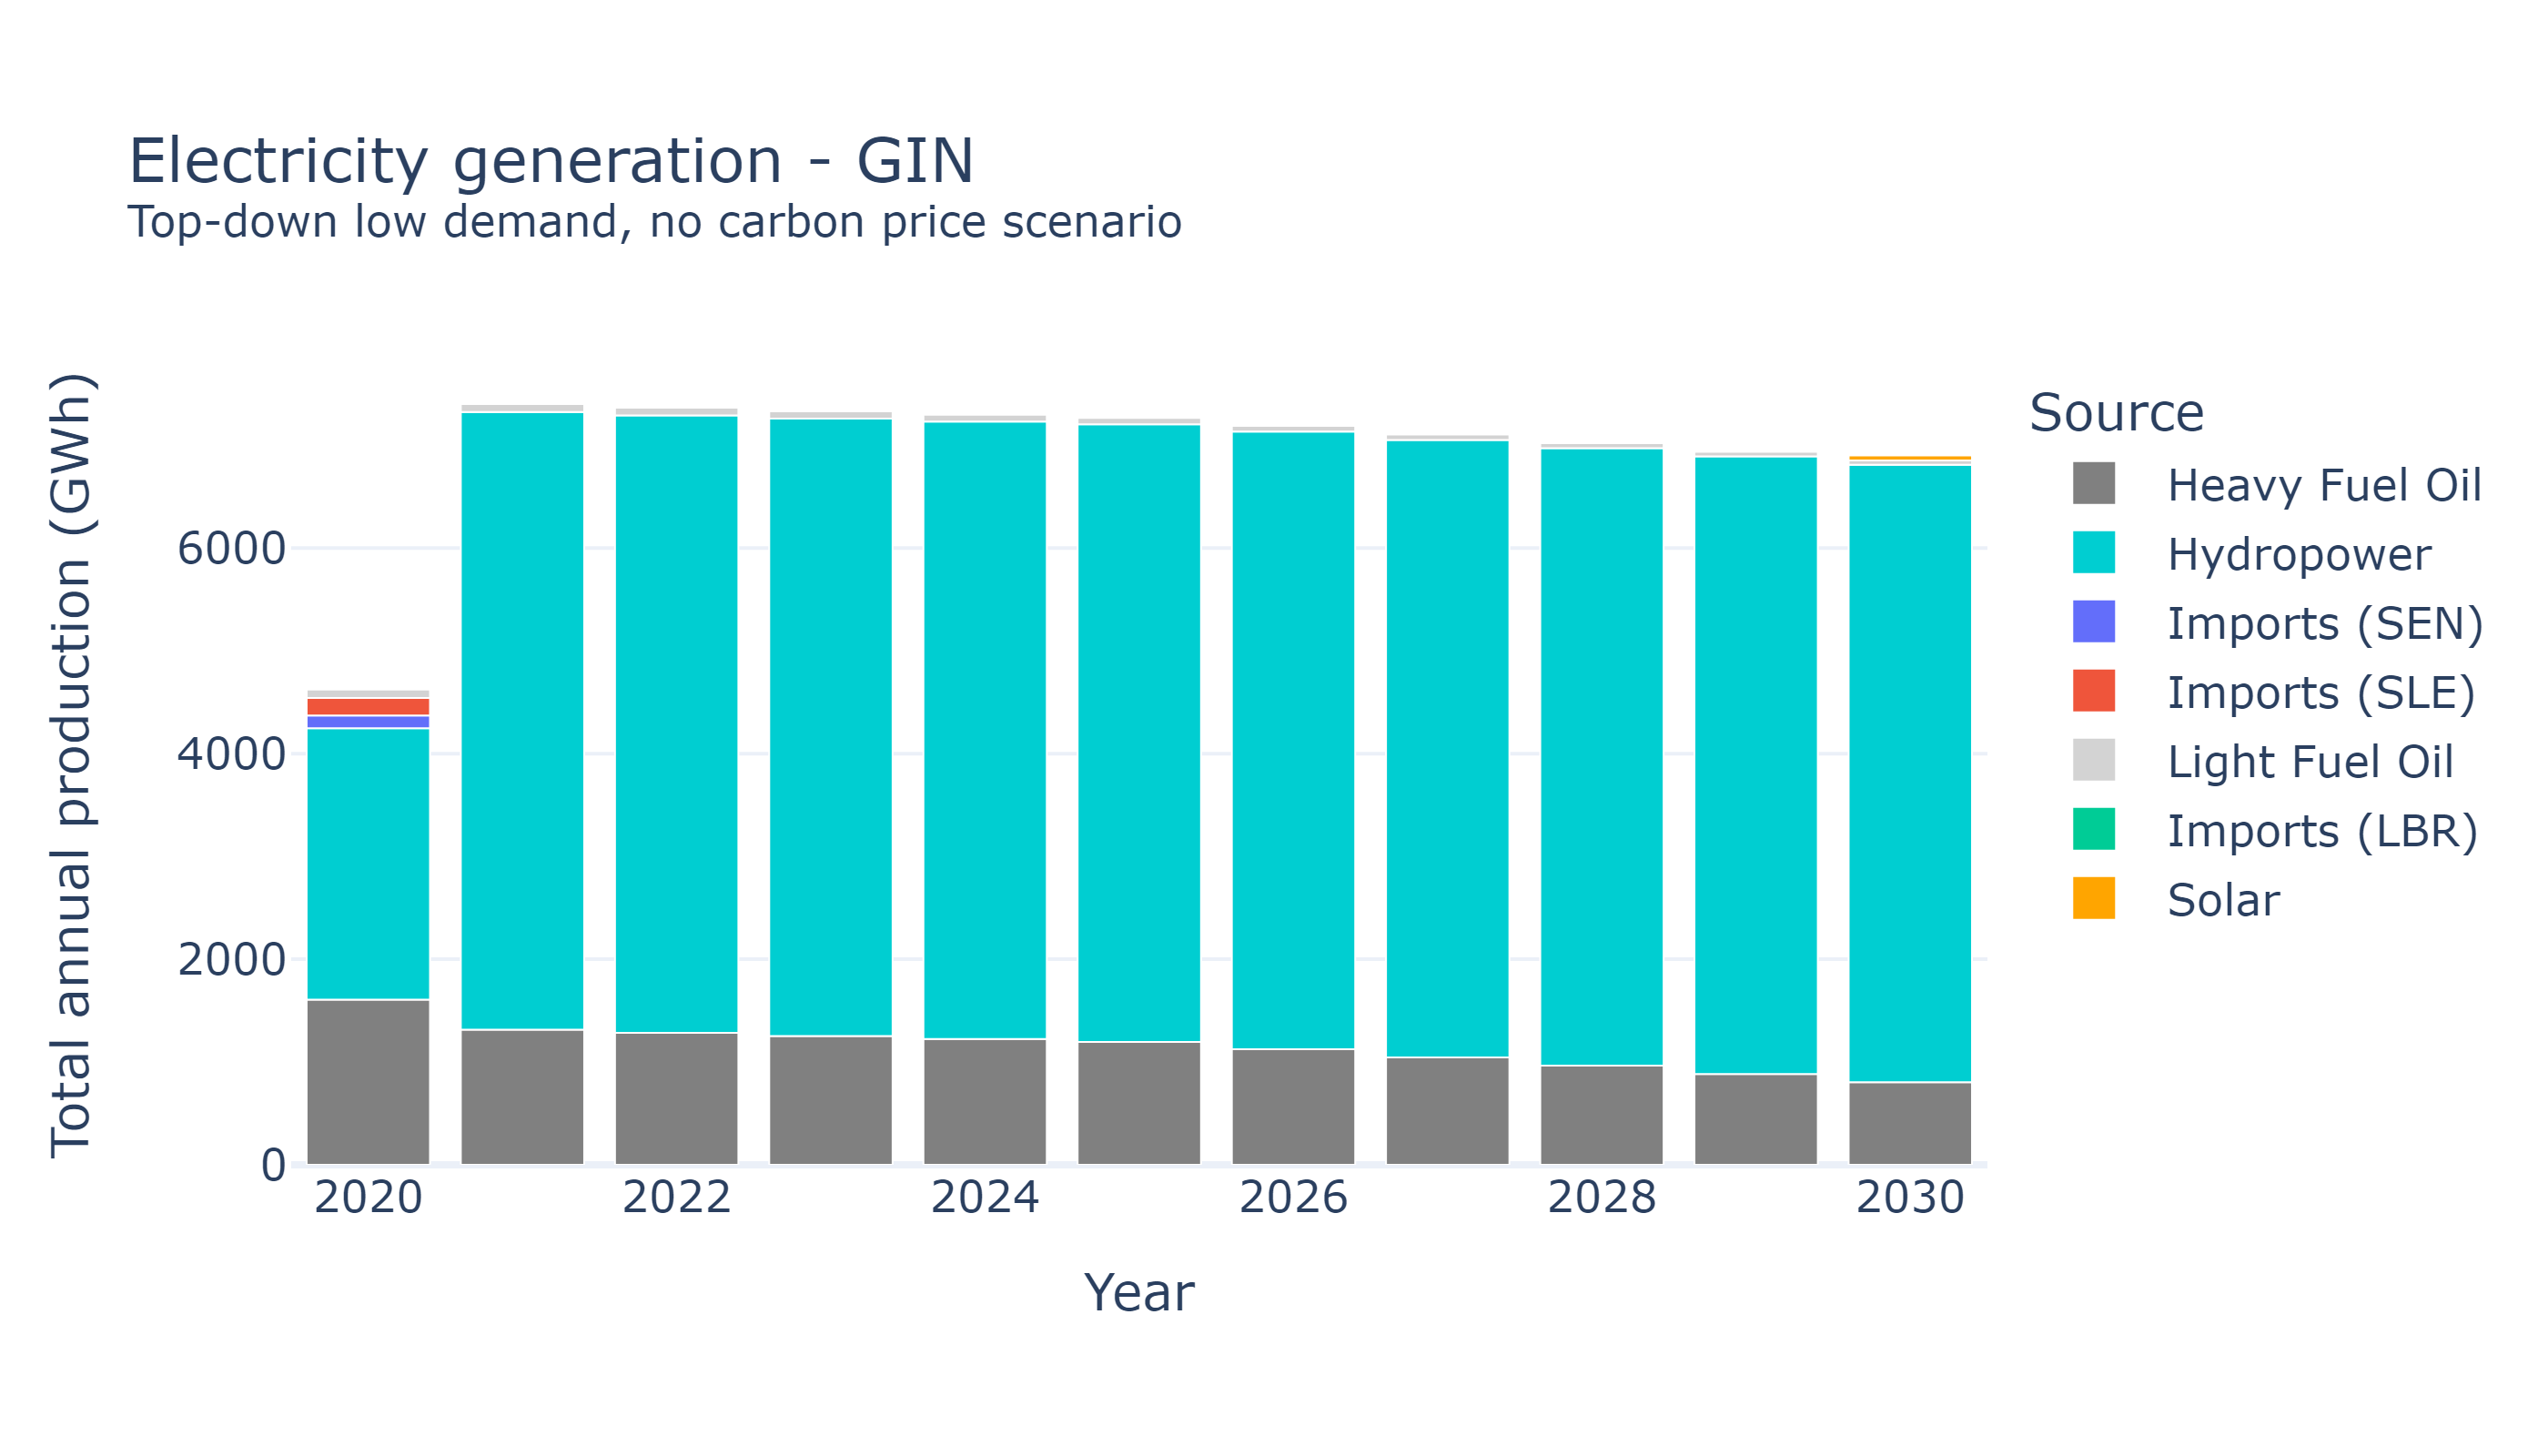 Electricity generation - GIN
Top-down low demand, no carbon price scenario
Total annual production (GWh)
6000
4000
2000
0
2020
2022
2024
2026
2028
2030
Year
Source
Heavy Fuel Oil
Hydropower
Imports (SEN)
Imports (SLE)
Light Fuel Oil
Imports (LBR)
Solar